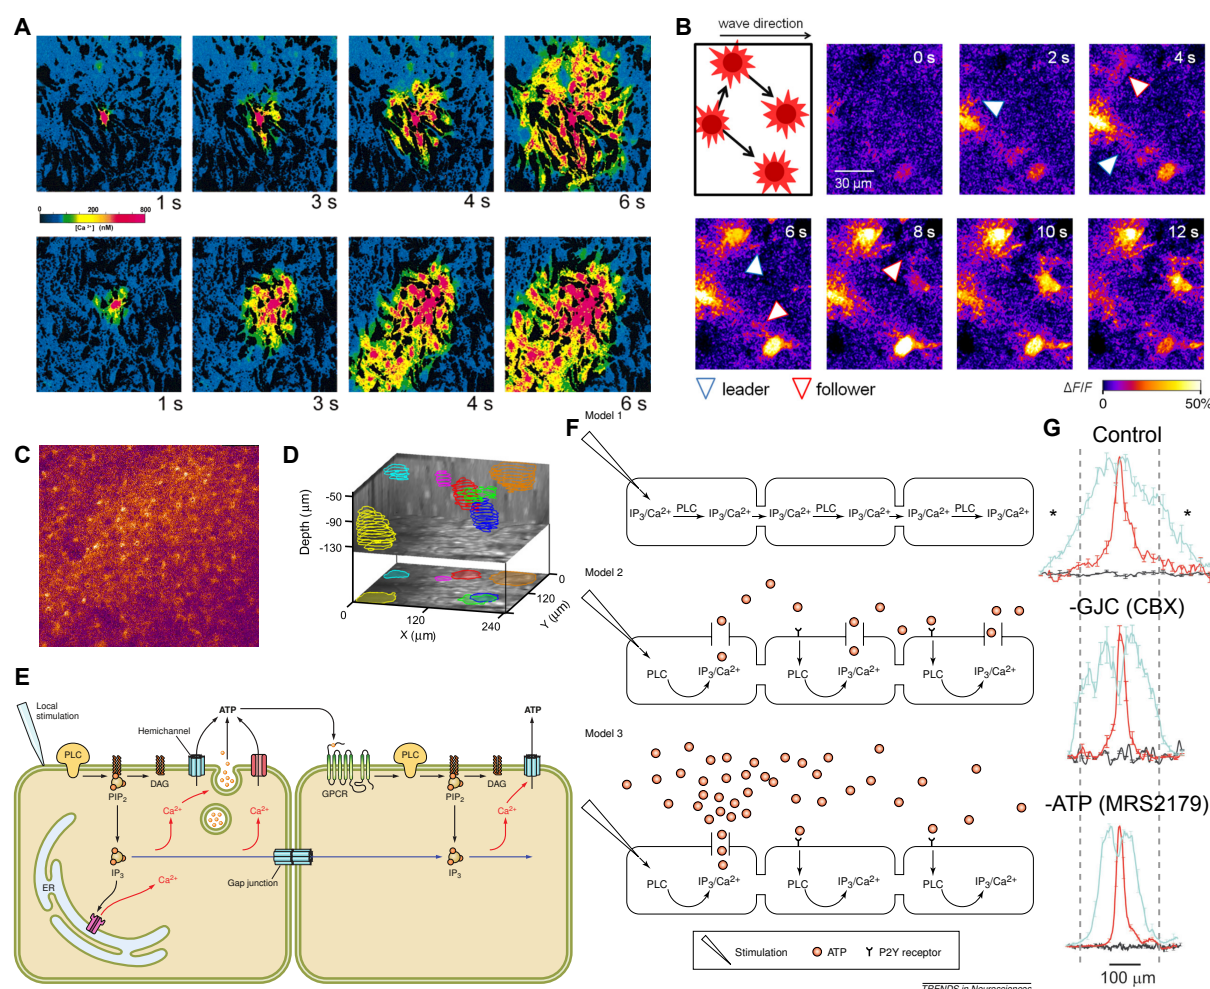 A
1 s
3 s
4 s
6 s
0 200 800
[Ca 2+] (nM)
1 s
3 s
4 s
6 s
B
wave direction
0 s
2 s
4 s
30 µm
6 s
8 s
10 s
12 s
leader
follower
ΔF/F
0
50%
C
D
Depth (µm)
-50
-90
-130
0
120
240
X (µm)
0
120
240
Y (µm)
E
Local
stimulation
PLC
PIP2
DAG
Hemichannel
ATP
Ca2+
Ca2+
IP3
ER
Ca2+
Gap junction
GPCR
PLC
PIP2
DAG
Ca2+
IP3
ATP
F
Model 1
IP3/Ca2+ PLC IP3/Ca2+ IP3/Ca2+ PLC IP3/Ca2+ IP3/Ca2+ PLC IP3/Ca2+
Model 2
PLC IP3/Ca2+ PLC IP3/Ca2+ PLC IP3/Ca2+
Model 3
PLC IP3/Ca2+ PLC IP3/Ca2+ PLC IP3/Ca2+
Stimulation ATP P2Y receptor
TRENDS in Neurosciences
G
Control
* *
-GJC (CBX)
-ATP (MRS2179)
100 µm